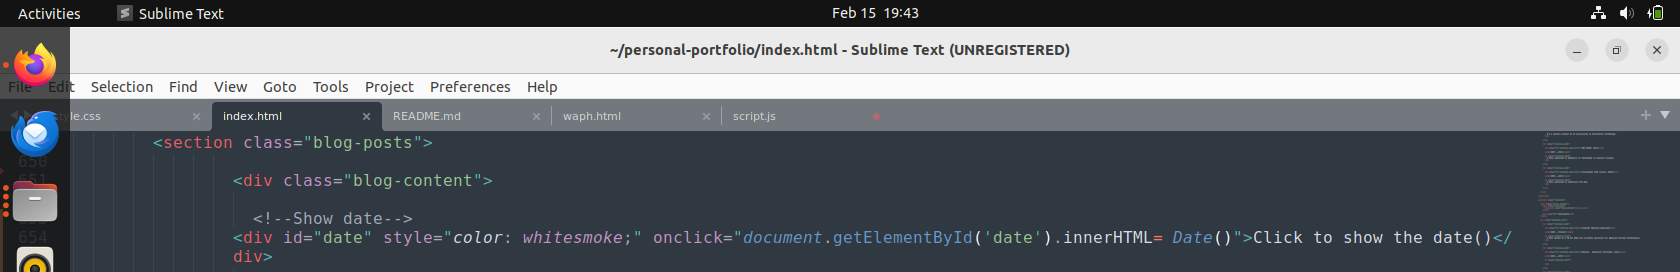 Activities Sublime Text Feb 15 19:43
~/personal-portfolio/index.html - Sublime Text (UNREGISTERED)
File Edit Selection Find View Goto Tools Project Preferences Help
style.css index.html README.md waph.html script.js
<section class="blog-posts">
650
651
<div class="blog-content">
<!--Show date-->
654 <div id="date" style="color: whitesmoke;" onclick="document.getElementById('date').innerHTML= Date()">Click to show the date()</
div>